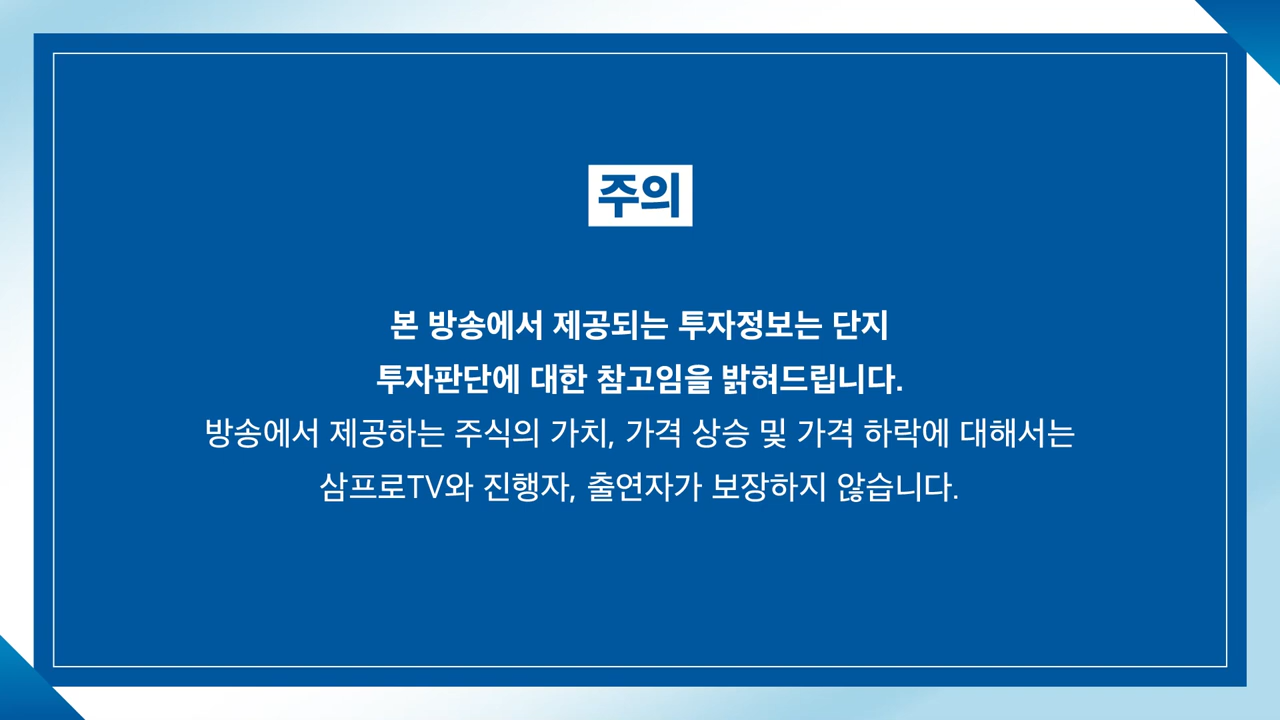 주의
본 방송에서 제공되는 투자정보는 단지
투자판단에 대한 참고임을 밝혀드립니다.
방송에서 제공하는 주식의 가치, 가격 상승 및 가격 하락에 대해서는
삼프로TV와 진행자, 출연자가 보장하지 않습니다.